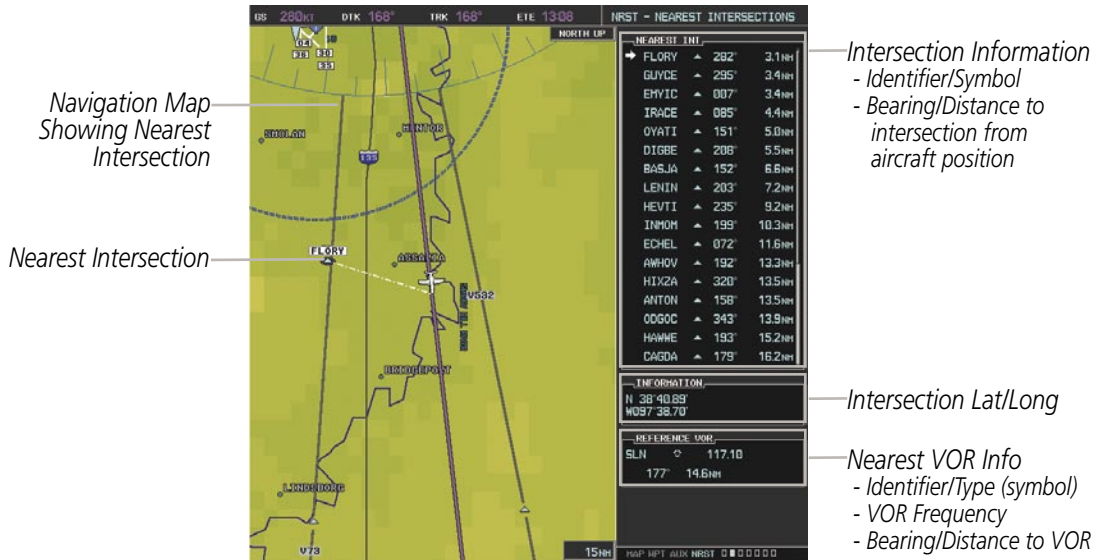 GS 280KT DTK 168° TRK 168° ETE 13:08 NRST - NEAREST INTERSECTIONS
NORTH UP
Navigation Map
Showing Nearest
Intersection
Nearest Intersection
SMOLAN
MENTOR
135
FLORY
ASSARIA
V532
BRIDGEPORT
LINDSBORG
V73
15NM
NEAREST INT
FLORY 282° 3.1NM
GUYCE 295° 3.4NM
EMYIC 007° 3.4NM
IRACE 085° 4.4NM
OYATI 151° 5.0NM
DIGBE 208° 5.5NM
BASJA 152° 6.6NM
LENIN 203° 7.2NM
HEVTI 235° 9.2NM
INMOM 199° 10.3NM
ECHEL 072° 11.6NM
AWHOV 192° 13.3NM
HIXZA 320° 13.5NM
ANTON 158° 13.5NM
ODGOC 343° 13.9NM
HAWWE 193° 15.2NM
CAGDA 179° 16.2NM
INFORMATION
N 38°40.89'
W097°38.70'
REFERENCE VOR
SLN 117.10
177° 14.6NM
MAP WPT AUX NRST
Intersection Information
- Identifier/Symbol
- Bearing/Distance to
intersection from
aircraft position
Intersection Lat/Long
Nearest VOR Info
- Identifier/Type (symbol)
- VOR Frequency
- Bearing/Distance to VOR